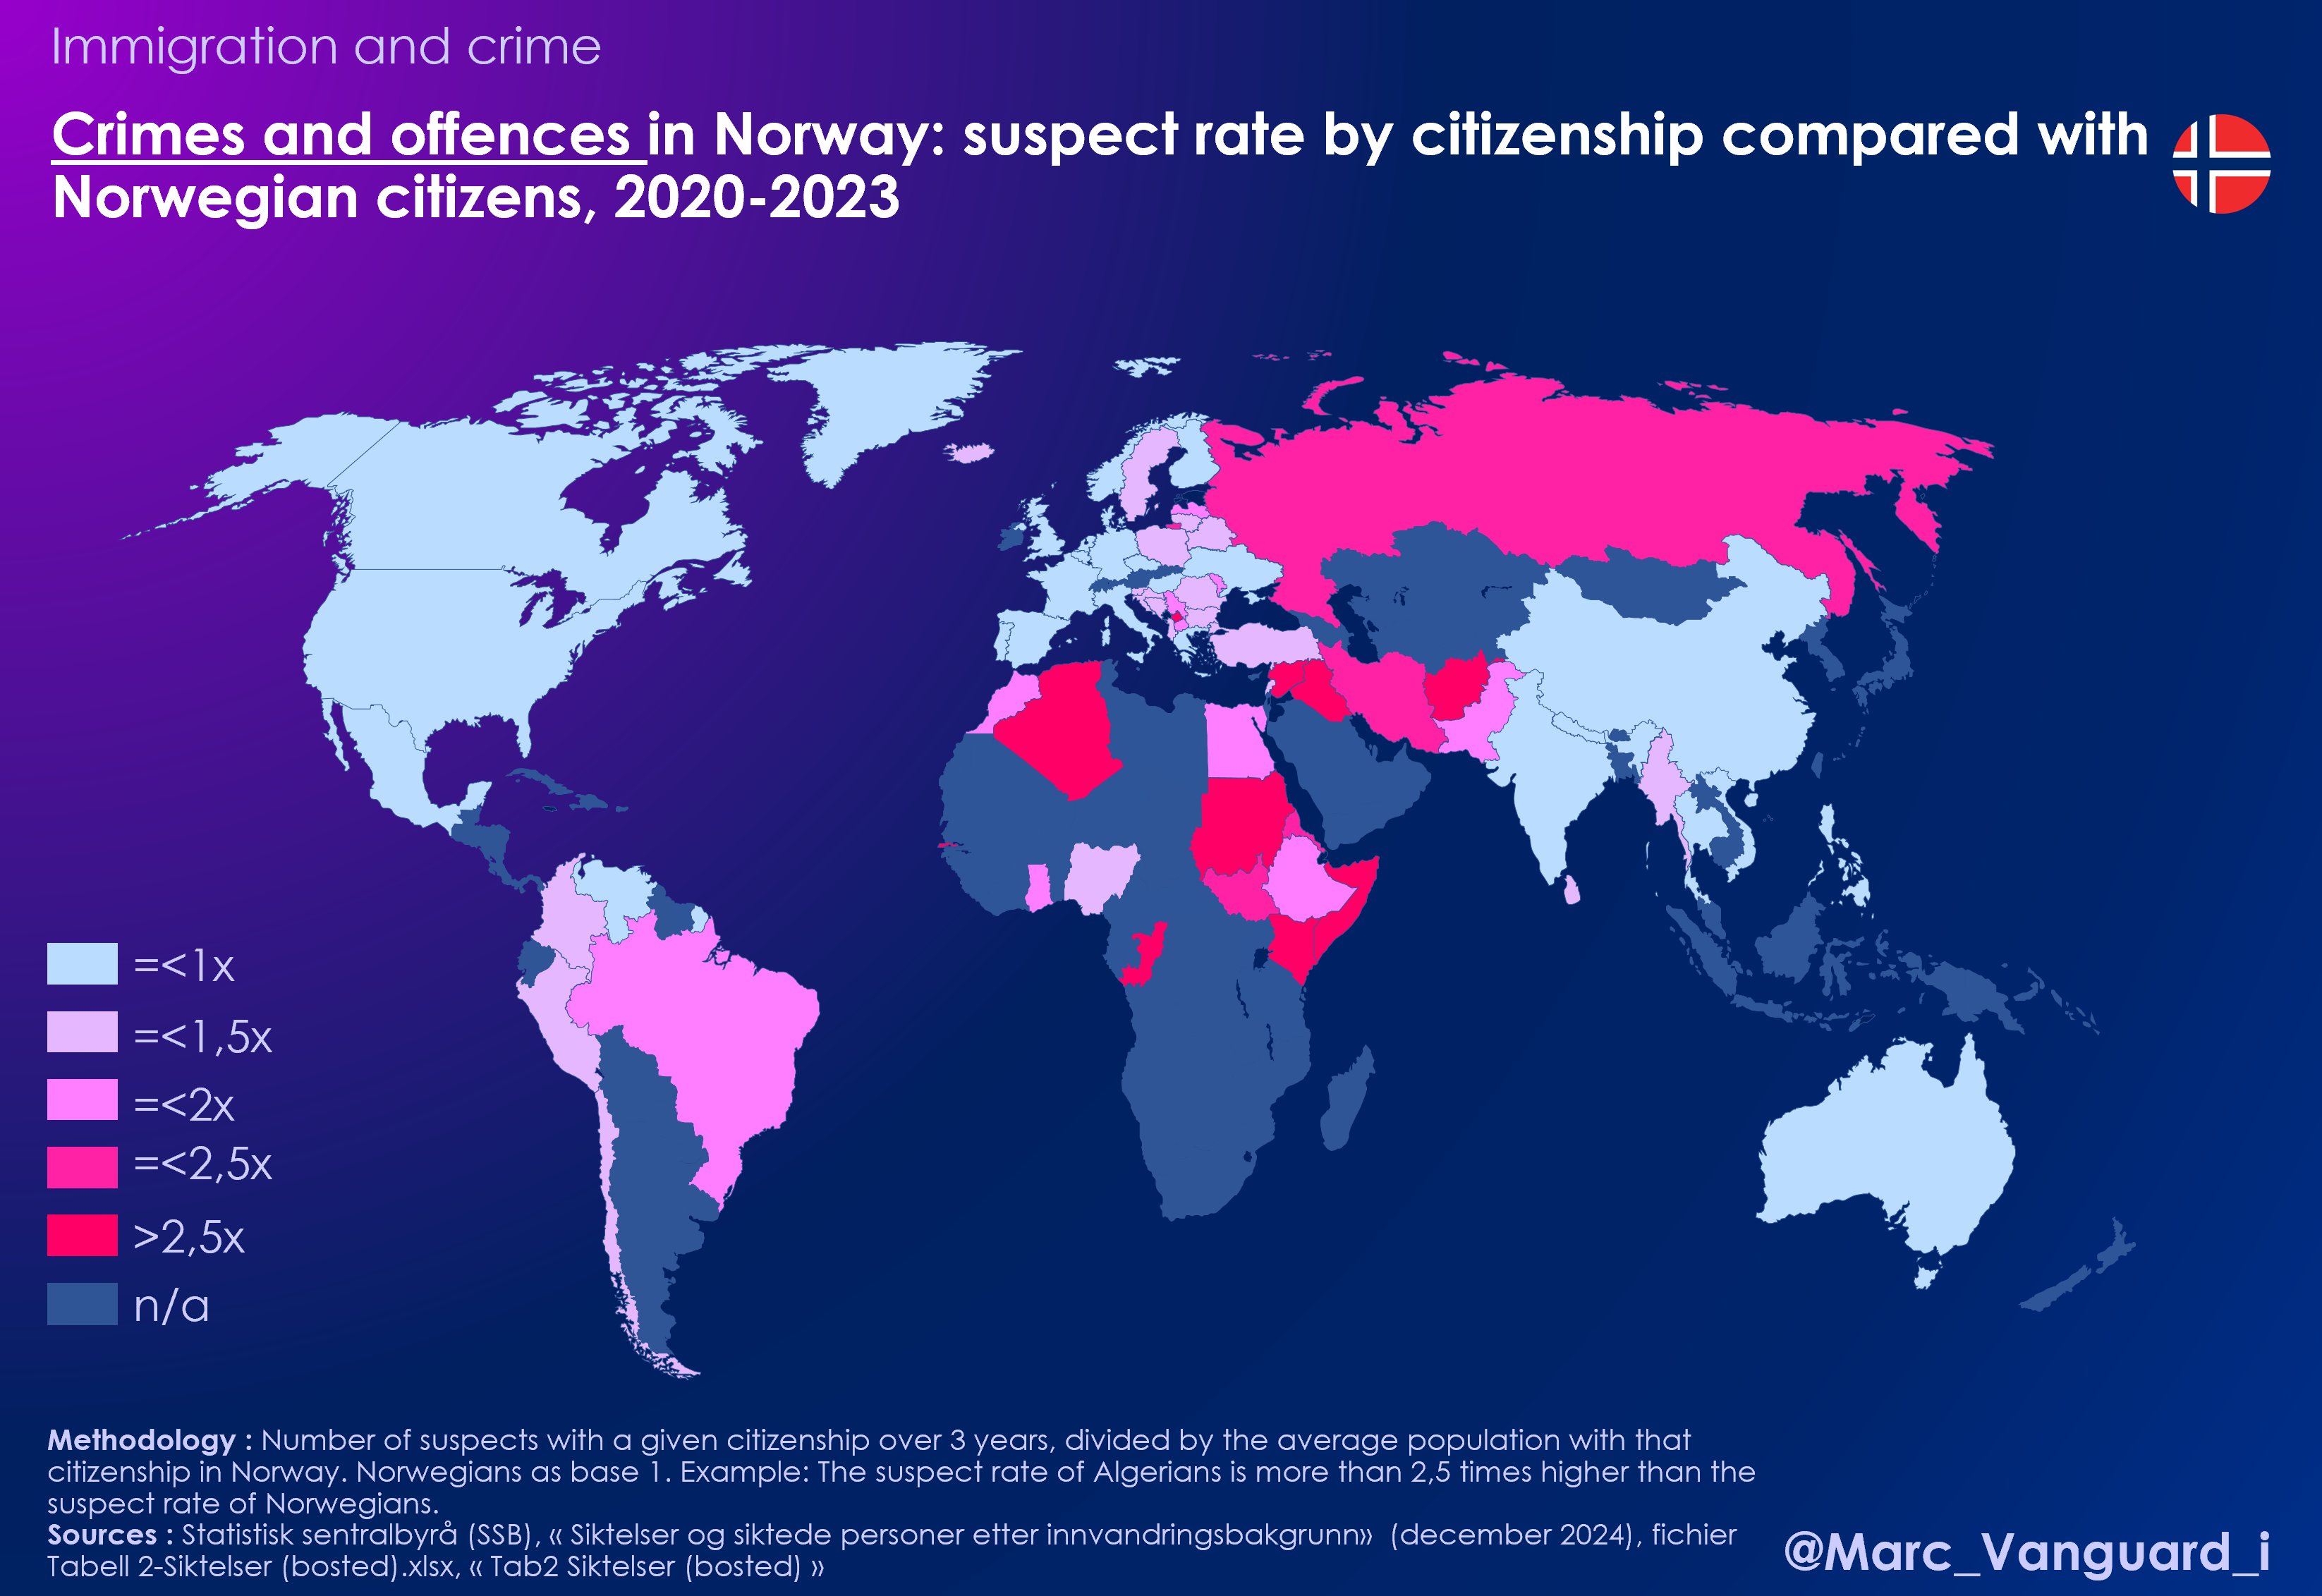 Immigration and crime
Crimes and offences in Norway: suspect rate by citizenship compared with
Norwegian citizens, 2020-2023
=<1x
=<1,5x
=<2x
=<2,5x
>2,5x
n/a
Methodology : Number of suspects with a given citizenship over 3 years, divided by the average population with that
citizenship in Norway. Norwegians as base 1. Example: The suspect rate of Algerians is more than 2,5 times higher than the
suspect rate of Norwegians.
Sources : Statistisk sentralbyrå (SSB), « Siktelser og siktede personer etter innvandringsbakgrunn» (december 2024), fichier
Tabell 2-Siktelser (bosted).xlsx, « Tab2 Siktelser (bosted) »
@Marc_Vanguard_i